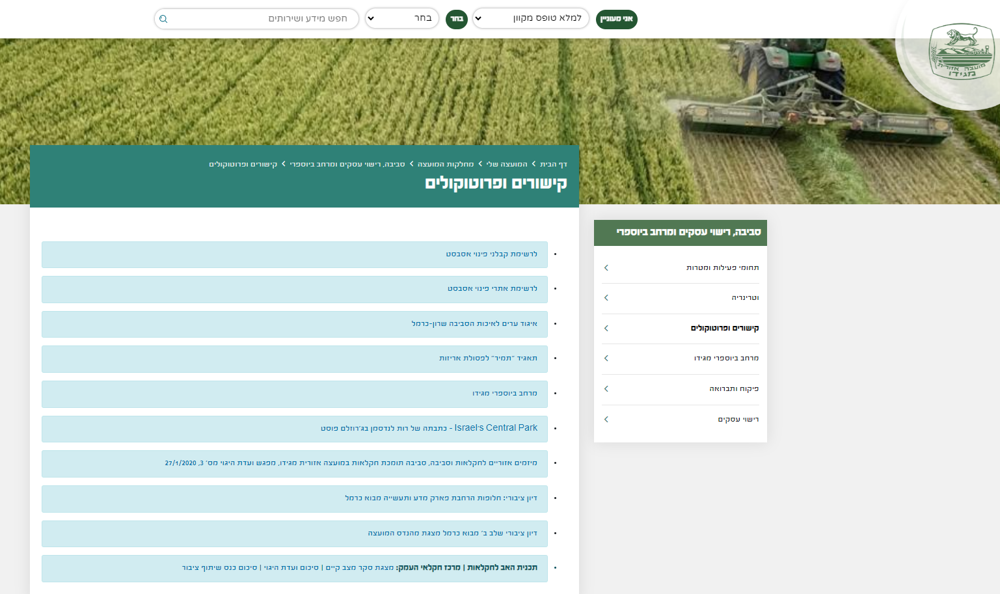 מועצה אזורית
מגידו
אני מעוניין
למלא טופס מקוון
בחר
בחר
חפש מידע ושירותים
דף הבית > המועצה שלי > מחלקות המועצה > סביבה, רישוי עסקים ומרחב ביוספרי > קישורים ופרוטוקולים
קישורים ופרוטוקולים
סביבה, רישוי עסקים ומרחב ביוספרי
תחומי פעילות ומטרות
וטרינריה
קישורים ופרוטוקולים
מרחב ביוספרי מגידו
פיקוח ותברואה
רישוי עסקים
לרשימת קבלני פינוי אסבסט
לרשימת אתרי פינוי אסבסט
איגוד ערים לאיכות הסביבה שרון-כרמל
תאגיד "תמיר" לפסולת אריזות
מרחב ביוספרי מגידו
Israel's Central Park - כתבתה של רות לנדסמן בג'רוזלם פוסט
מיזמים אזוריים לחקלאות וסביבה, סביבה תומכת חקלאות במועצה אזורית מגידו, מפגש ועדת היגוי מס' 3, 27/1/2020
דיון ציבורי: חלופות הרחבת פארק מדע ותעשייה מבוא כרמל
דיון ציבורי שלב ב' מבוא כרמל מצגת מהנדס המועצה
תכנית האב לחקלאות | מרכז חקלאי העמק: מצגת סקר מצב קיים | סיכום ועדת היגוי | סיכום כנס שיתוף ציבור